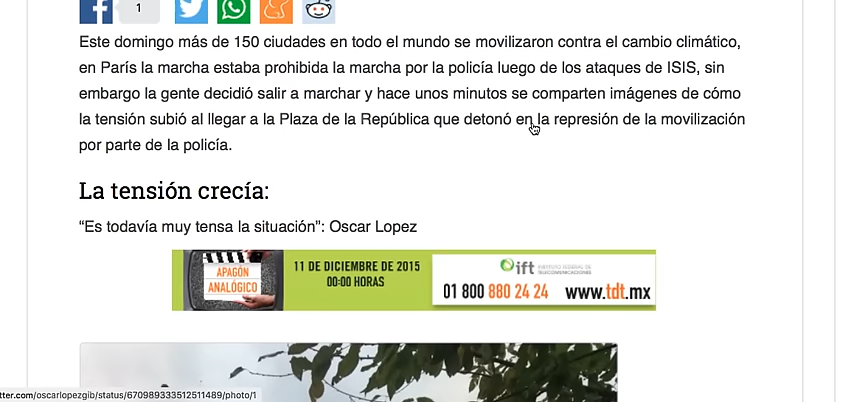 1
Este domingo más de 150 ciudades en todo el mundo se movilizaron contra el cambio climático,
en París la marcha estaba prohibida la marcha por la policía luego de los ataques de ISIS, sin
embargo la gente decidió salir a marchar y hace unos minutos se comparten imágenes de cómo
la tensión subió al llegar a la Plaza de la República que detonó en la represión de la movilización
por parte de la policía.
La tensión crecía:
“Es todavía muy tensa la situación”: Oscar Lopez
APAGÓN
ANALÓGICO
11 DE DICIEMBRE DE 2015
00:00 HORAS
ift INSTITUTO FEDERAL DE
TELECOMUNICACIONES
01 800 880 24 24 www.tdt.mx
tter.com/oscarlopezgib/status/670989333512511489/photo/1